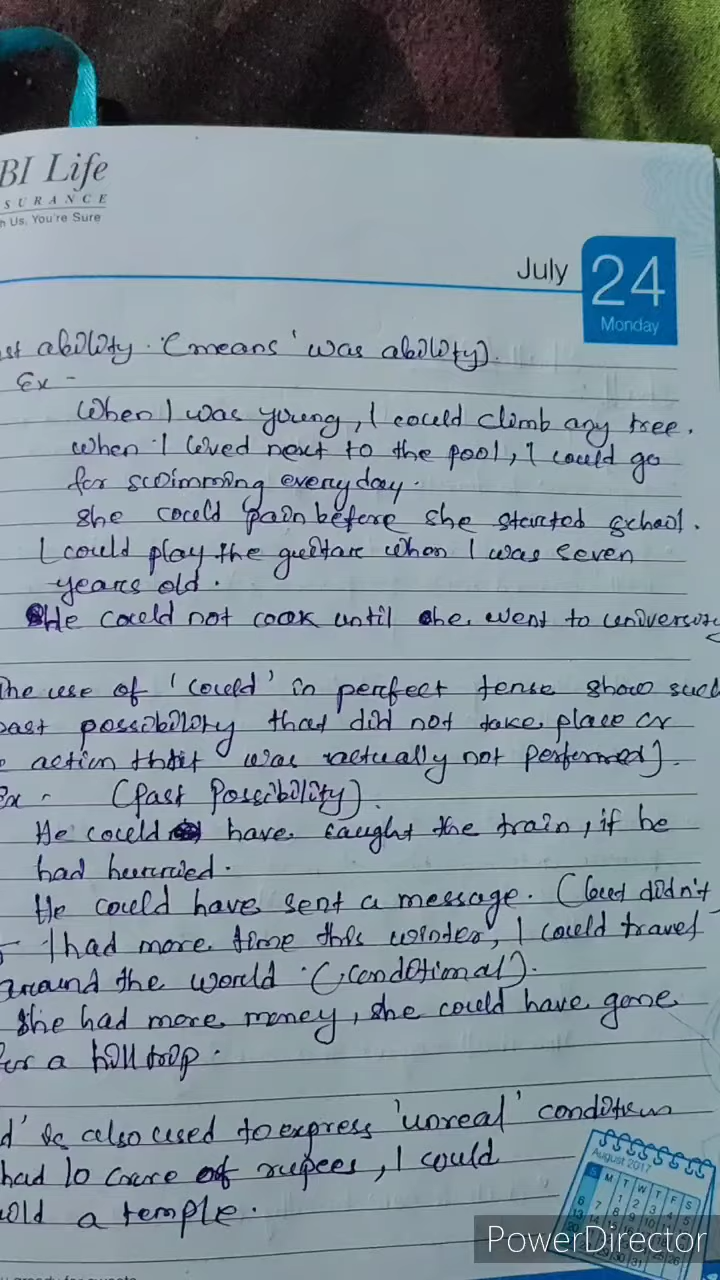 BI Life
SURANCE
h Us, You're Sure
July 24
Monday
st ability. (means 'was ability).
Ex -
When I was young, I could climb any tree.
when I lived next to the pool, I could go
for swimming everyday.
She could pain before she started school.
I could play the guitare when I was seven
years old.
He could not cook until she went to university
The use of 'could' in perfect tense show such
past possibility that did not take place or
action that was actually not performed).
Ex - (Past Possibility).
He could have caught the train, if he
had hurried.
He could have sent a message. (but didn't
I had more time this winter, I could travel
around the world. (conditional).
She had more money, she could have gone
for a hill trip.
d' is also used to express 'unreal' condition
had 10 crore of rupees, I could
a temple.
August 2017
S M T W T F S
PowerDirector